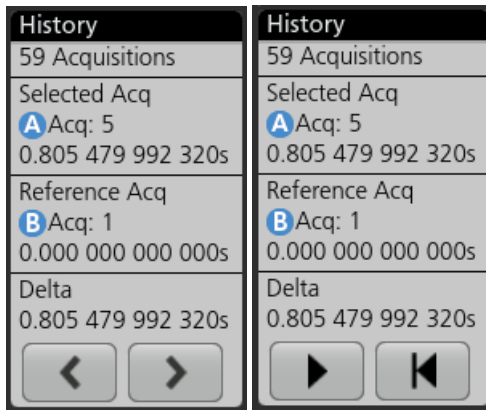 History
59 Acquisitions
Selected Acq
A Acq: 5
0.805 479 992 320s
Reference Acq
B Acq: 1
0.000 000 000 000s
Delta
0.805 479 992 320s
History
59 Acquisitions
Selected Acq
A Acq: 5
0.805 479 992 320s
Reference Acq
B Acq: 1
0.000 000 000 000s
Delta
0.805 479 992 320s